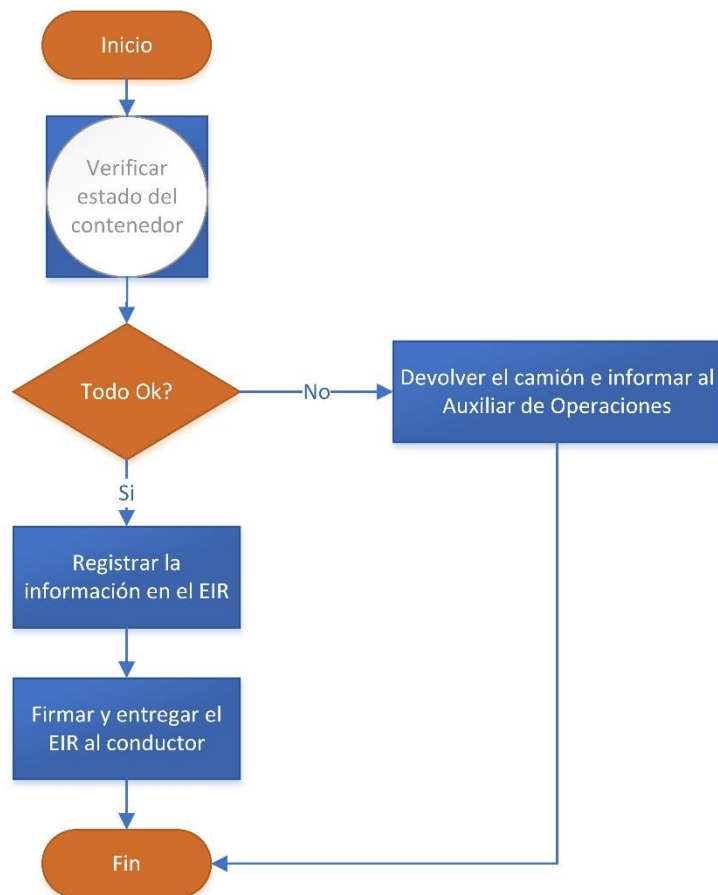 Inicio
Verificar
estado del
contenedor
Todo Ok?
No
Devolver el camión e informar al
Auxiliar de Operaciones
Si
Registrar la
información en el EIR
Firmar y entregar el
EIR al conductor
Fin